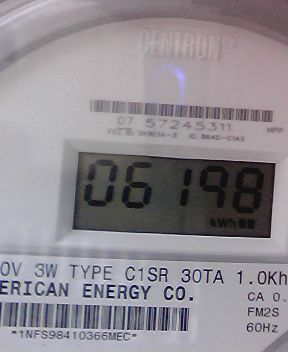 CENTRON
07 57245311 HPP
06198
kWh
0V 3W TYPE C1SR 30TA 1.0Kh
ERICAN ENERGY CO. CA 0.
FM2S
*1NFS98410366MEC* 60Hz